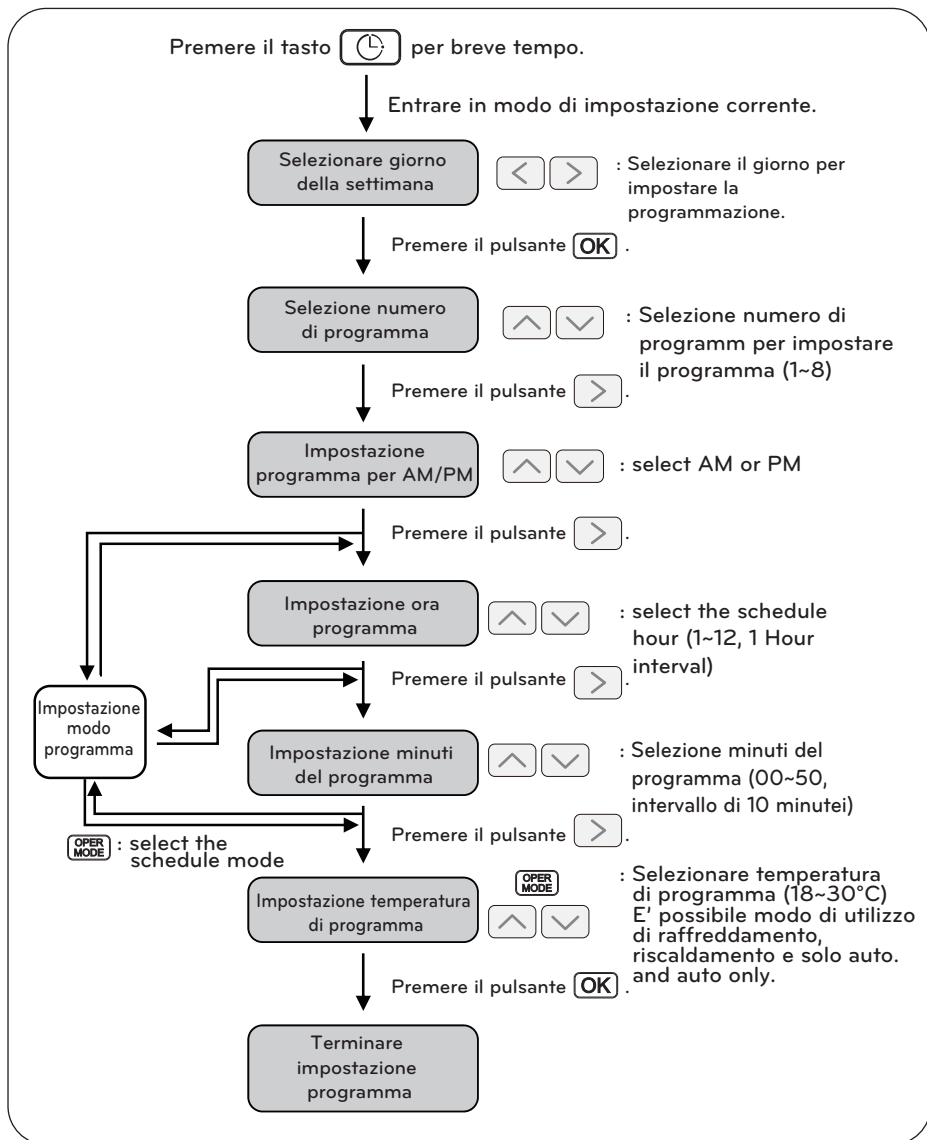 Premere il tasto per breve tempo.
Entrare in modo di impostazione corrente.
Selezionare giorno
della settimana
: Selezionare il giorno per
impostare la
programmazione.
Premere il pulsante OK .
Selezione numero
di programma
: Selezione numero di
programm per impostare
il programma (1~8)
Premere il pulsante > .
Impostazione
programma per AM/PM
: select AM or PM
Premere il pulsante > .
Impostazione ora
programma
: select the schedule
hour (1~12, 1 Hour
interval)
Premere il pulsante > .
Impostazione
modo
programma
Impostazione minuti
del programma
: Selezione minuti del
programma (00~50,
intervallo di 10 minutei)
Premere il pulsante > .
OPER
MODE
: select the
schedule mode
Impostazione temperatura
di programma
OPER
MODE
: Selezionare temperatura
di programma (18~30°C)
E' possibile modo di utilizzo
di raffreddamento,
riscaldamento e solo auto.
and auto only.
Premere il pulsante OK .
Terminare
impostazione
programma